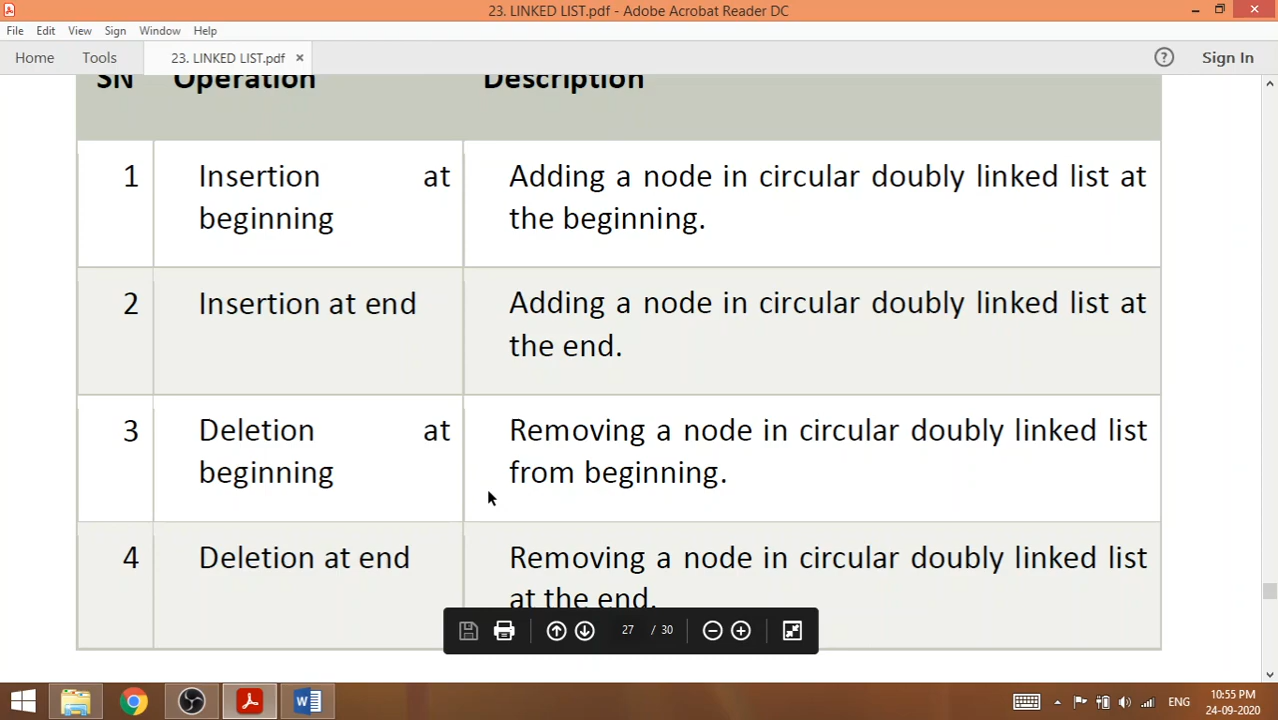 23. LINKED LIST.pdf - Adobe Acrobat Reader DC
File Edit View Sign Window Help
Home Tools 23. LINKED LIST.pdf × Sign In
SN Operation Description
1 Insertion at Adding a node in circular doubly linked list at
beginning the beginning.
2 Insertion at end Adding a node in circular doubly linked list at
the end.
3 Deletion at Removing a node in circular doubly linked list
beginning from beginning.
4 Deletion at end Removing a node in circular doubly linked list
at the end.
27 / 30
ENG 10:55 PM
24-09-2020